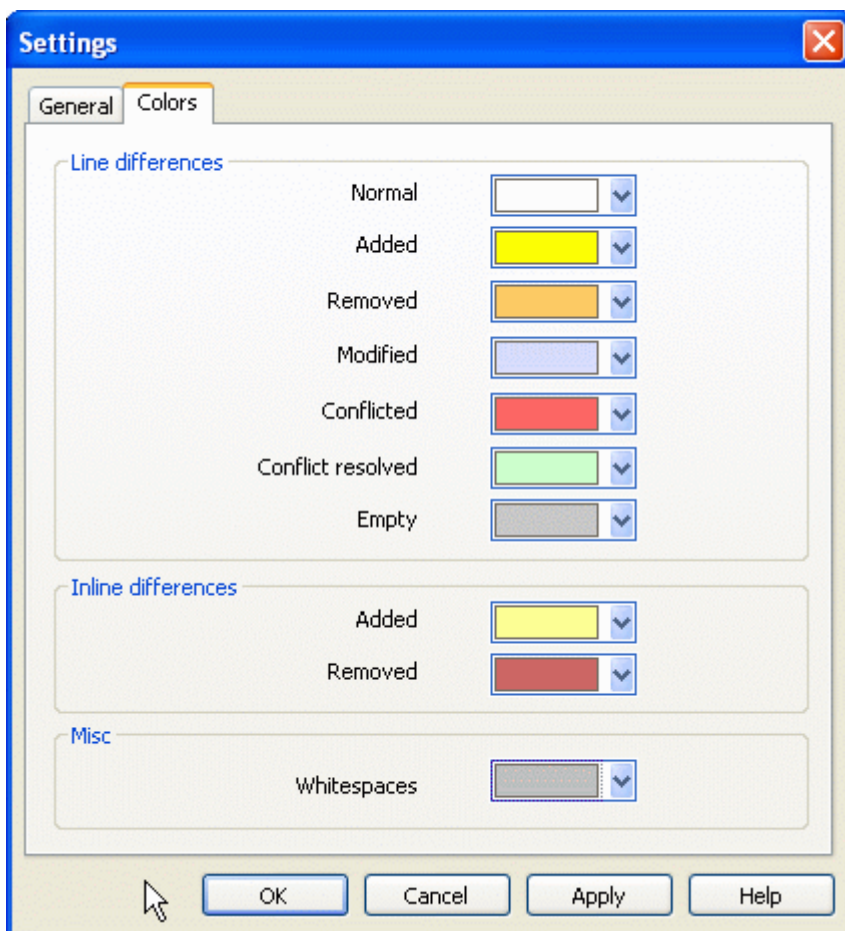 Settings
General Colors
Line differences
Normal
Added
Removed
Modified
Conflicted
Conflict resolved
Empty
Inline differences
Added
Removed
Misc
Whitespaces
OK Cancel Apply Help